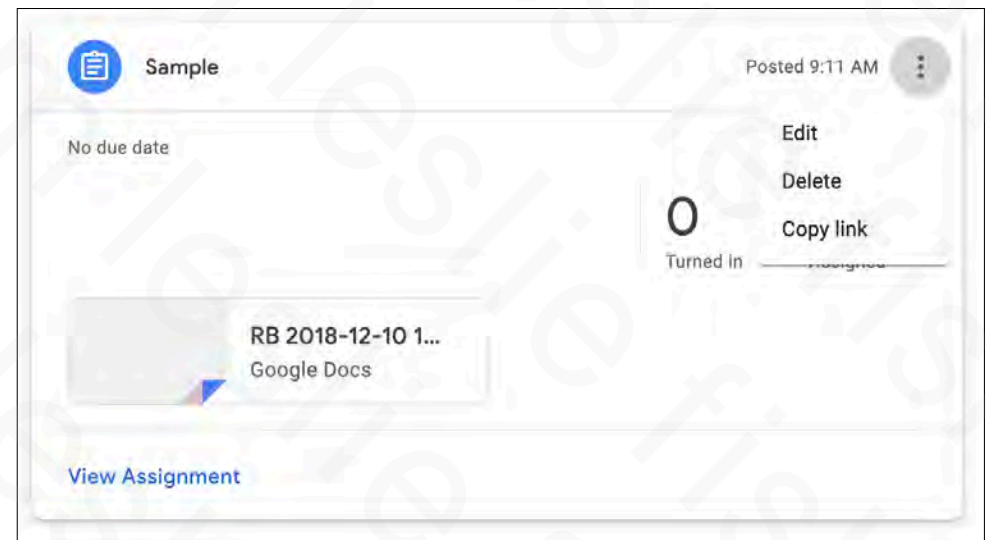 Sample
Posted 9:11 AM
Edit
No due date
Delete
0
Copy link
Turned in
Assigned
RB 2018-12-10 1...
Google Docs
View Assignment